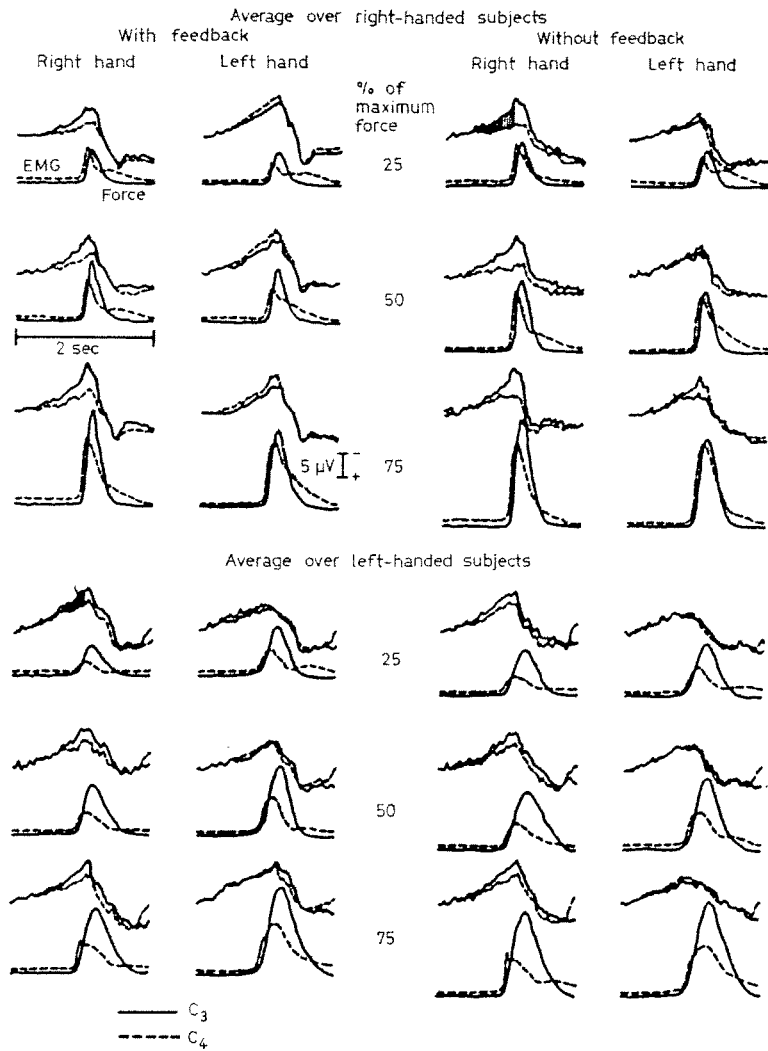 Average over right-handed subjects
With feedback
Without feedback
Right hand
Left hand
% of
maximum
force
Right hand
Left hand
25
EMG
Force
50
2 sec
5 µV
-
+
75
Average over left-handed subjects
25
50
75
C3
C4